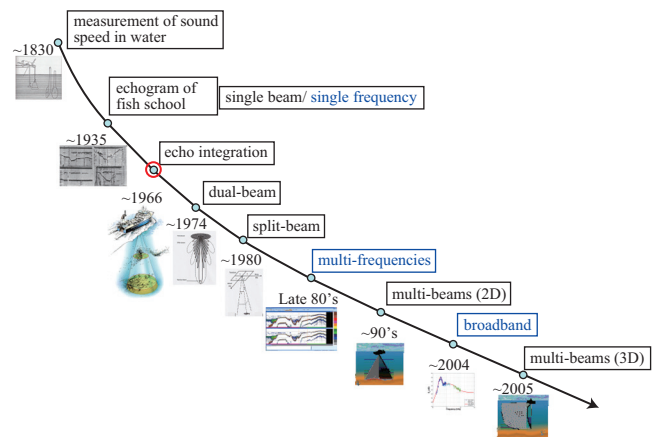 measurement of sound
speed in water
~1830
echogram of
fish school
single beam/ single frequency
~1935
echo integration
~1966
dual-beam
~1974
split-beam
~1980
multi-frequencies
Late 80's
multi-beams (2D)
~90's
broadband
~2004
multi-beams (3D)
~2005